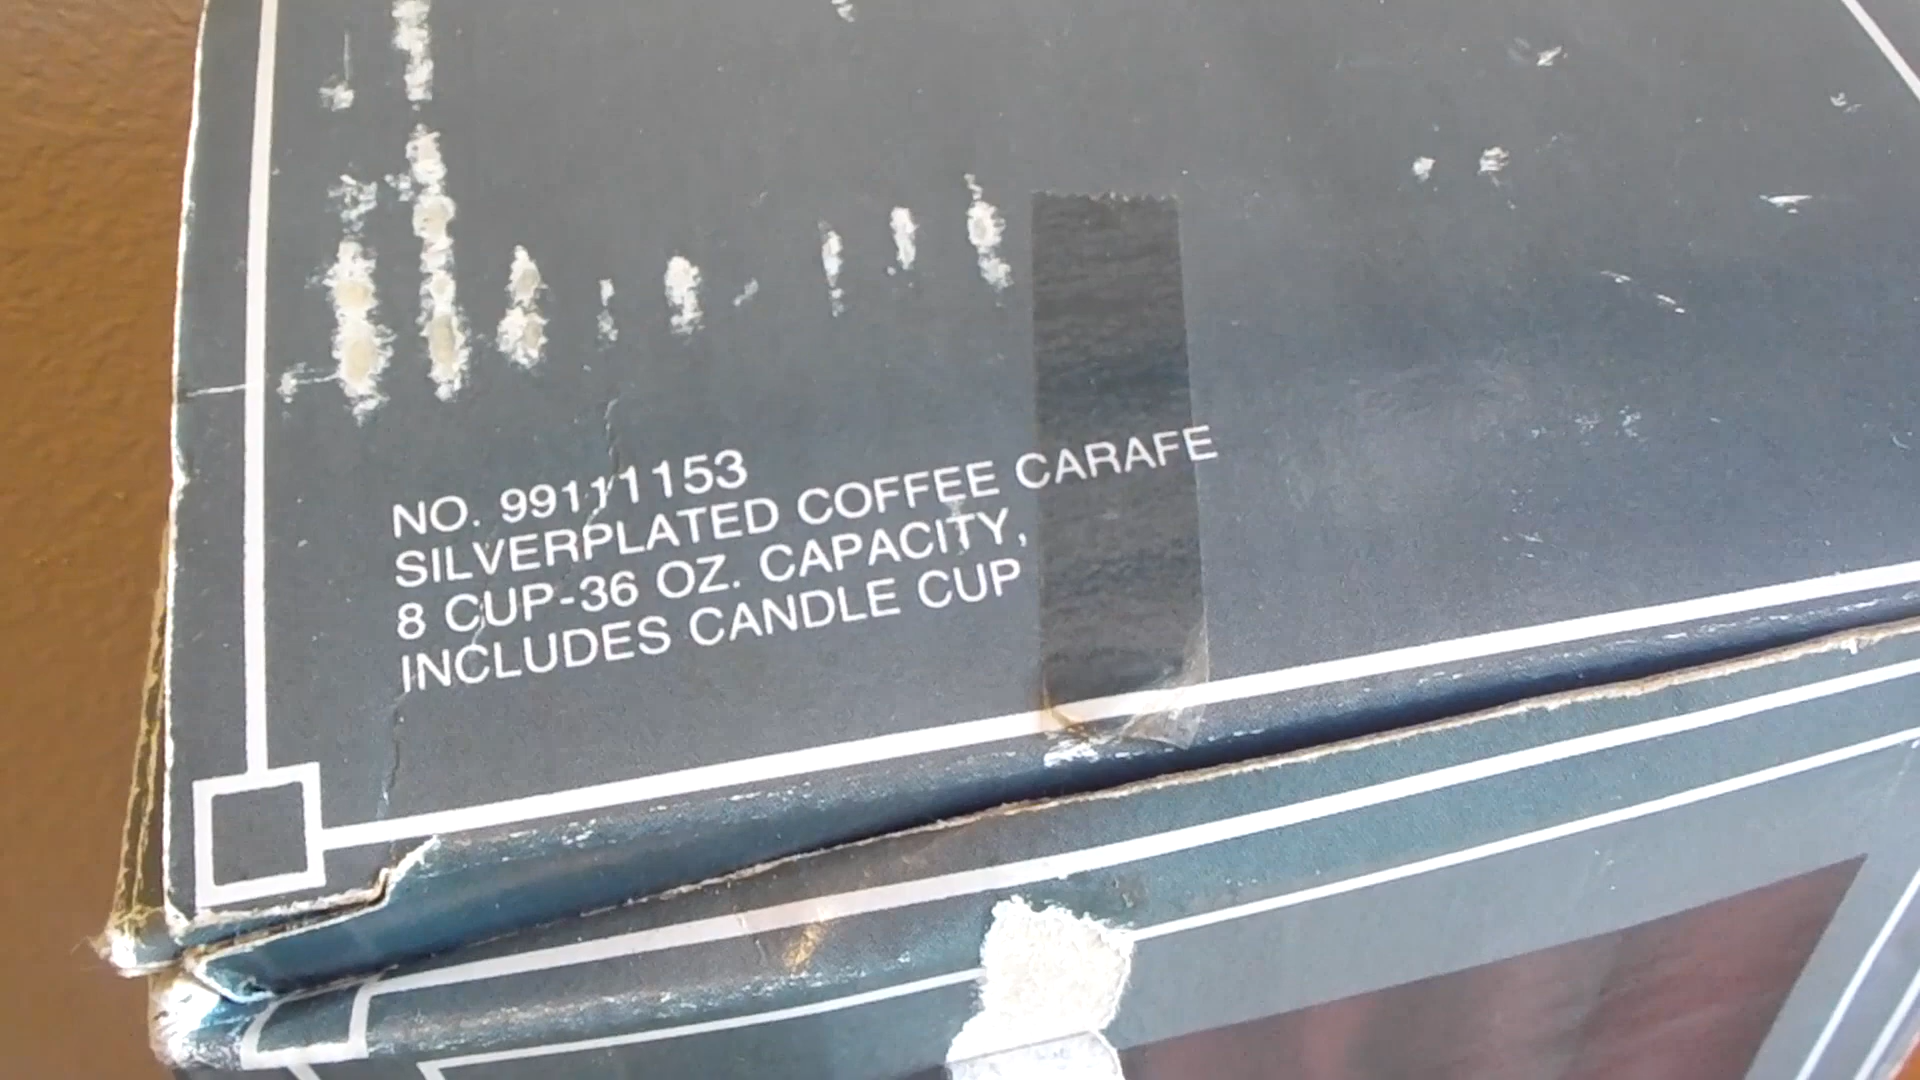 NO. 99111153
SILVERPLATED COFFEE CARAFE
8 CUP-36 OZ. CAPACITY,
INCLUDES CANDLE CUP